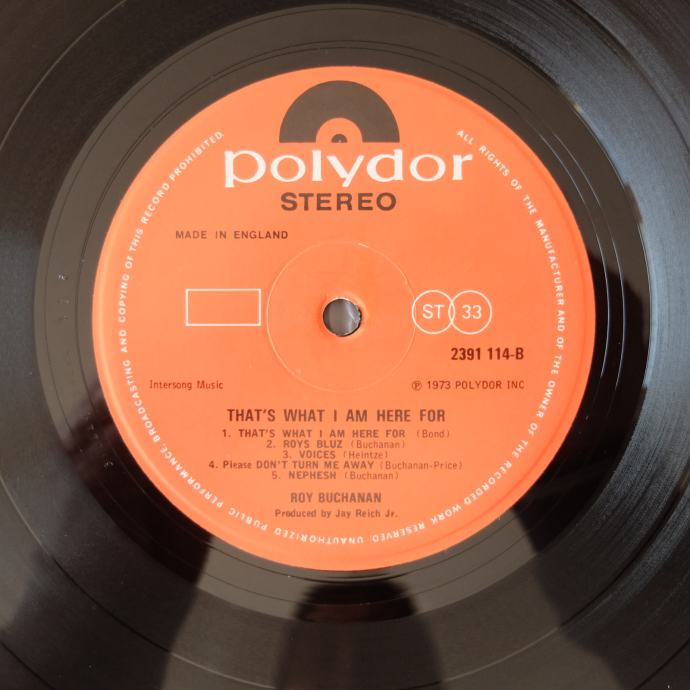 polydor
STEREO
MADE IN ENGLAND
ST 33
2391 114-B
Intersong Music
℗ 1973 POLYDOR INC
THAT'S WHAT I AM HERE FOR
1. THAT'S WHAT I AM HERE FOR (Bond)
2. ROYS BLUZ (Buchanan)
3. VOICES (Heintze)
4. Please DON'T TURN ME AWAY (Buchanan-Price)
5. NEPHESH (Buchanan)
ROY BUCHANAN
Produced by Jay Reich Jr.
ALL RIGHTS OF THE MANUFACTURER AND OF THE OWNER OF THE RECORDED WORK RESERVED. UNAUTHORIZED PUBLIC PERFORMANCE BROADCASTING AND COPYING OF THIS RECORD PROHIBITED.